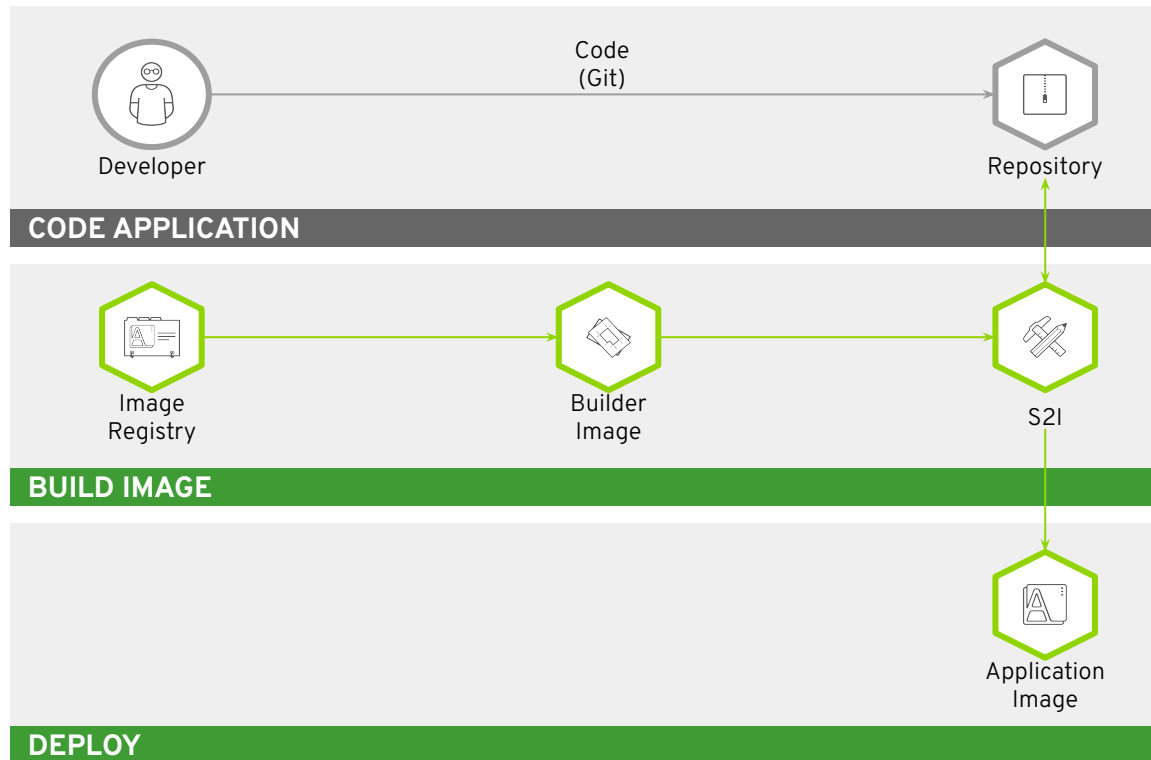 Code
(Git)
Developer
Repository
CODE APPLICATION
Image
Registry
Builder
Image
S2I
BUILD IMAGE
Application
Image
DEPLOY